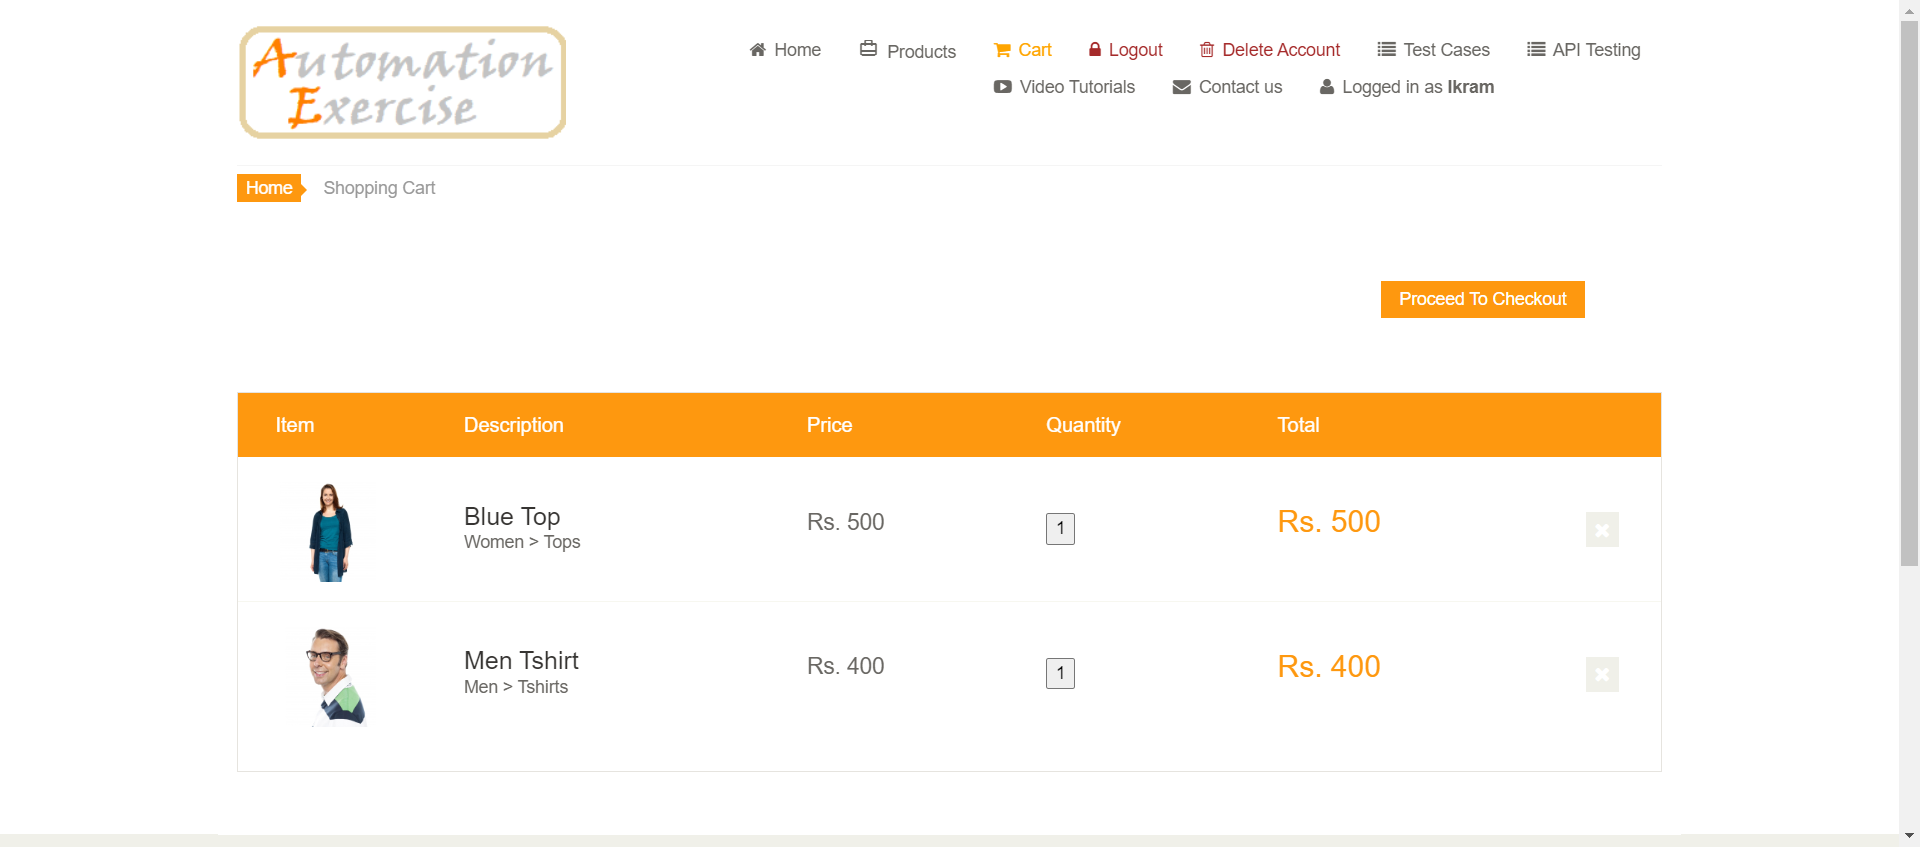 Automation
Exercise
Home Products Cart Logout Delete Account Test Cases API Testing
Video Tutorials Contact us Logged in as Ikram
Home Shopping Cart
Proceed To Checkout
Item Description Price Quantity Total
Blue Top
Women > Tops
Rs. 500 1 Rs. 500
Men Tshirt
Men > Tshirts
Rs. 400 1 Rs. 400